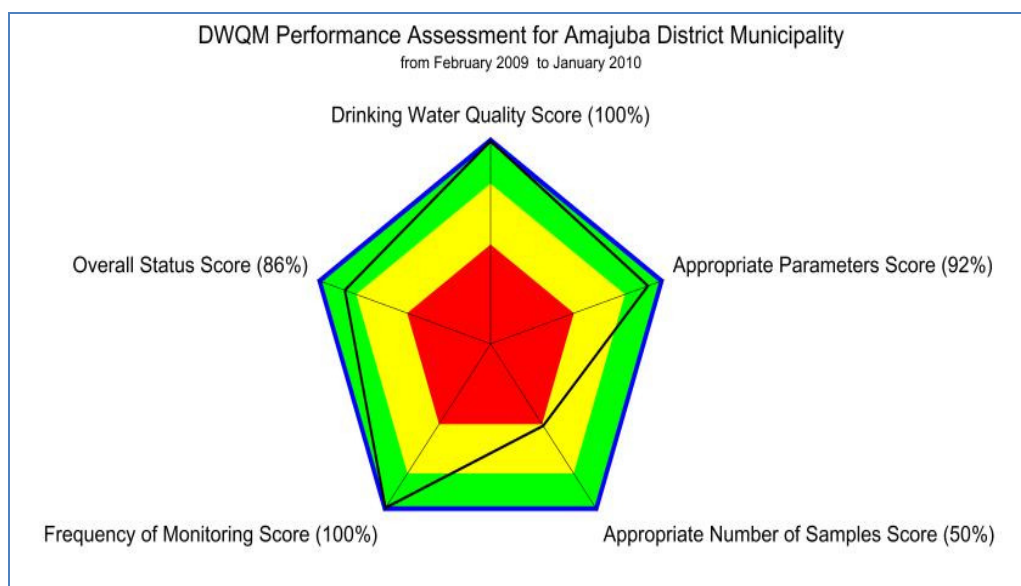 DWQM Performance Assessment for Amajuba District Municipality
from February 2009 to January 2010
Drinking Water Quality Score (100%)
Overall Status Score (86%)
Appropriate Parameters Score (92%)
Frequency of Monitoring Score (100%)
Appropriate Number of Samples Score (50%)